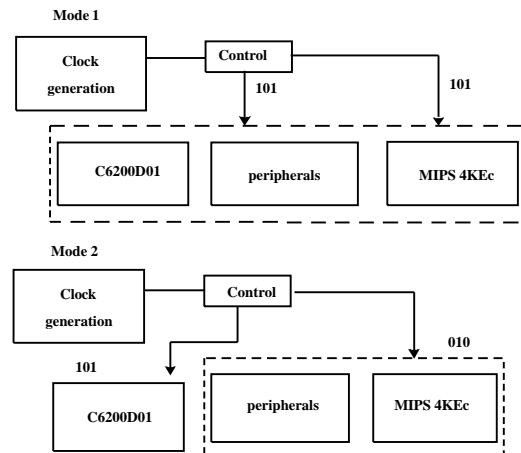 Mode 1
Clock
generation
Control
101
101
C6200D01
peripherals
MIPS 4KEc
Mode 2
Clock
generation
Control
101
010
C6200D01
peripherals
MIPS 4KEc